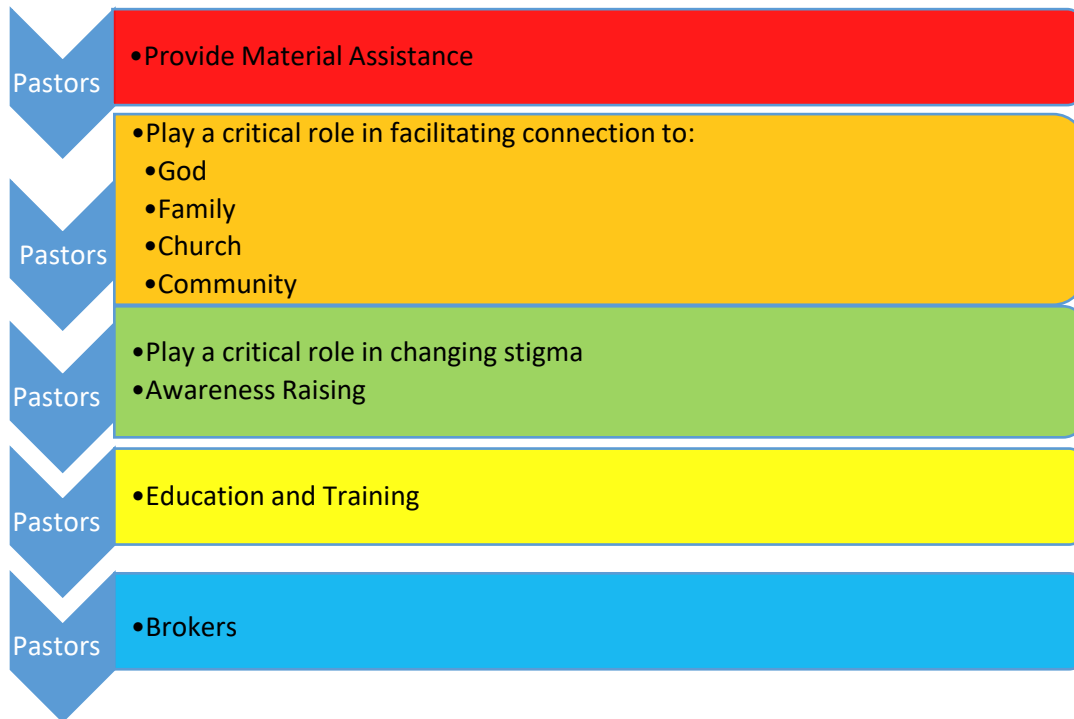 Pastors
•Provide Material Assistance
Pastors
•Play a critical role in facilitating connection to:
•God
•Family
•Church
•Community
Pastors
•Play a critical role in changing stigma
•Awareness Raising
Pastors
•Education and Training
Pastors
•Brokers